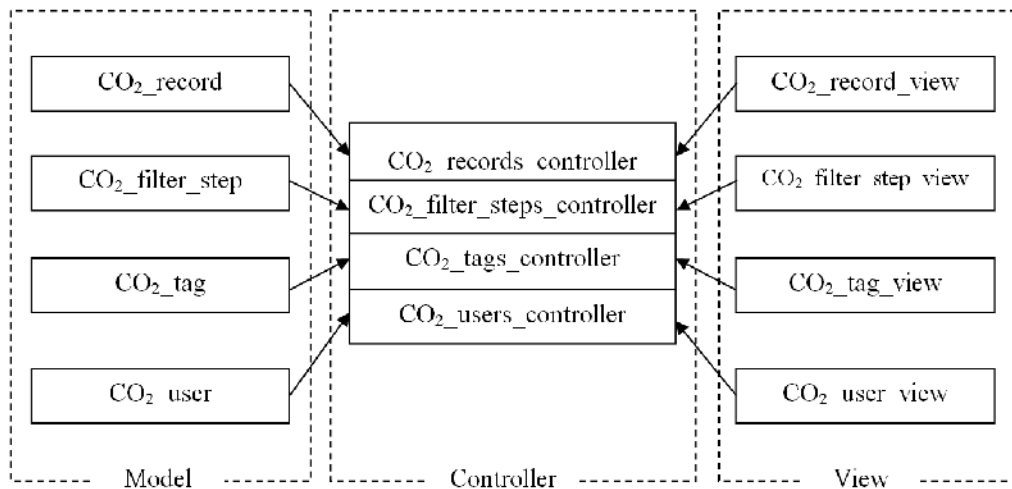 CO₂_record
CO₂_filter_step
CO₂_tag
CO₂ user
Model
CO₂ records controller
CO₂_filter_steps_controller
CO₂_tags_controller
CO₂_users_controller
Controller
CO₂_record_view
CO₂ filter step view
CO₂_tag_view
CO₂ user view
View